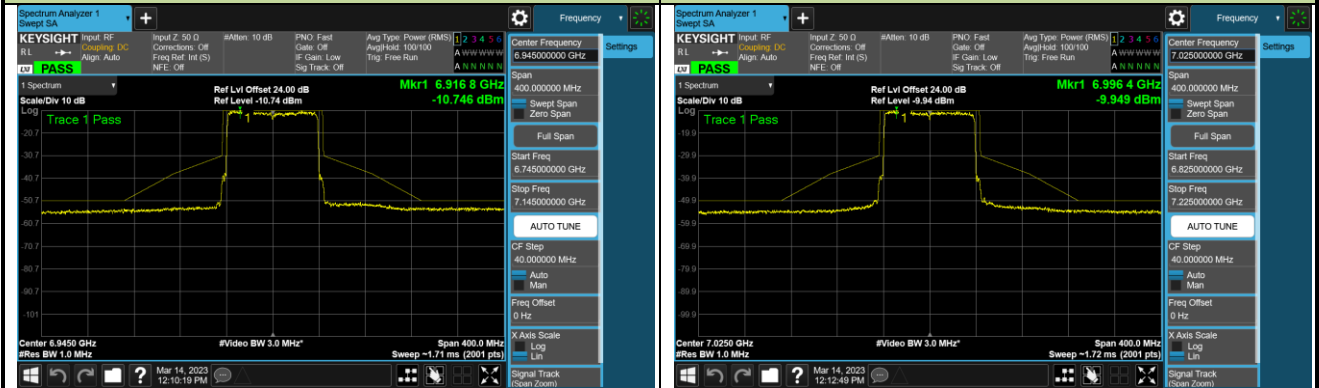 Spectrum Analyzer 1
Swept SA
+
Frequency
KEYSIGHT
RL
LXI PASS
Input: RF
Coupling: DC
Align: Auto
Input Z: 50 Ω
Corrections: Off
Freq Ref: Int (S)
NFE: Off
#Atten: 10 dB
PNO: Fast
Gate: Off
IF Gain: Low
Sig Track: Off
Avg Type: Power (RMS)
Avg|Hold: 100/100
Trig: Free Run
1 2 3 4 5 6
A W W W W W
A N N N N N
Center Frequency
6.945000000 GHz
Settings
Span
400.000000 MHz
Swept Span
Zero Span
Full Span
Start Freq
6.745000000 GHz
Stop Freq
7.145000000 GHz
AUTO TUNE
CF Step
40.000000 MHz
Auto
Man
Freq Offset
0 Hz
X Axis Scale
Log
Lin
Signal Track
(Span Zoom)
1 Spectrum
Scale/Div 10 dB
Ref Lvl Offset 24.00 dB
Ref Level -10.74 dBm
Mkr1 6.916 8 GHz
-10.746 dBm
Log
Trace 1 Pass
1
-20.7
-30.7
-40.7
-50.7
-60.7
-70.7
-80.7
-90.7
-101
Center 6.9450 GHz
#Res BW 1.0 MHz
#Video BW 3.0 MHz*
Span 400.0 MHz
Sweep ~1.71 ms (2001 pts)
Mar 14, 2023
12:10:19 PM
Spectrum Analyzer 1
Swept SA
+
Frequency
KEYSIGHT
RL
LXI PASS
Input: RF
Coupling: DC
Align: Auto
Input Z: 50 Ω
Corrections: Off
Freq Ref: Int (S)
NFE: Off
#Atten: 10 dB
PNO: Fast
Gate: Off
IF Gain: Low
Sig Track: Off
Avg Type: Power (RMS)
Avg|Hold: 100/100
Trig: Free Run
1 2 3 4 5 6
A W W W W W
A N N N N N
Center Frequency
7.025000000 GHz
Settings
Span
400.000000 MHz
Swept Span
Zero Span
Full Span
Start Freq
6.825000000 GHz
Stop Freq
7.225000000 GHz
AUTO TUNE
CF Step
40.000000 MHz
Auto
Man
Freq Offset
0 Hz
X Axis Scale
Log
Lin
Signal Track
(Span Zoom)
1 Spectrum
Scale/Div 10 dB
Ref Lvl Offset 24.00 dB
Ref Level -9.94 dBm
Mkr1 6.996 4 GHz
-9.949 dBm
Log
Trace 1 Pass
1
-19.9
-29.9
-39.9
-49.9
-59.9
-69.9
-79.9
-89.9
-99.9
Center 7.0250 GHz
#Res BW 1.0 MHz
#Video BW 3.0 MHz*
Span 400.0 MHz
Sweep ~1.72 ms (2001 pts)
Mar 14, 2023
12:12:49 PM